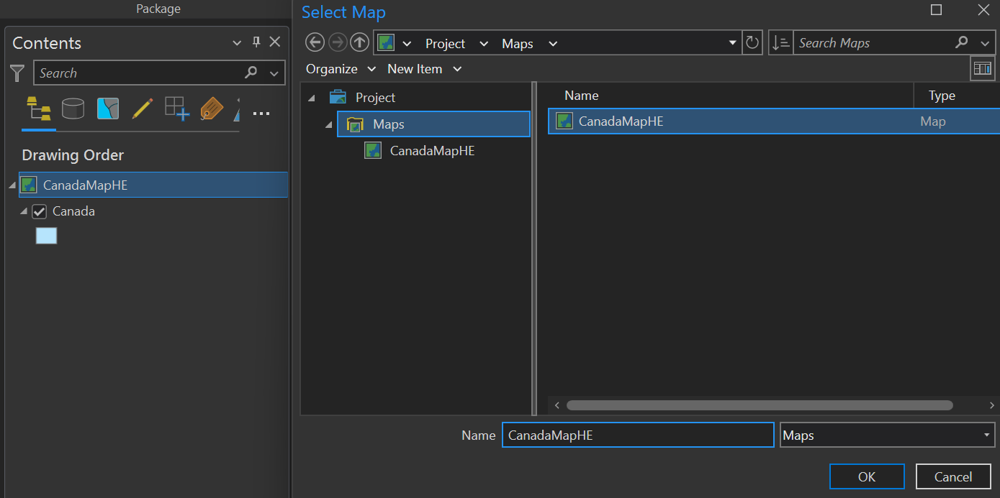 Package
Contents
Search
Drawing Order
CanadaMapHE
Canada
Select Map
Project Maps
Search Maps
Organize New Item
Project
Maps
CanadaMapHE
Name Type
CanadaMapHE Map
Name CanadaMapHE Maps
OK Cancel